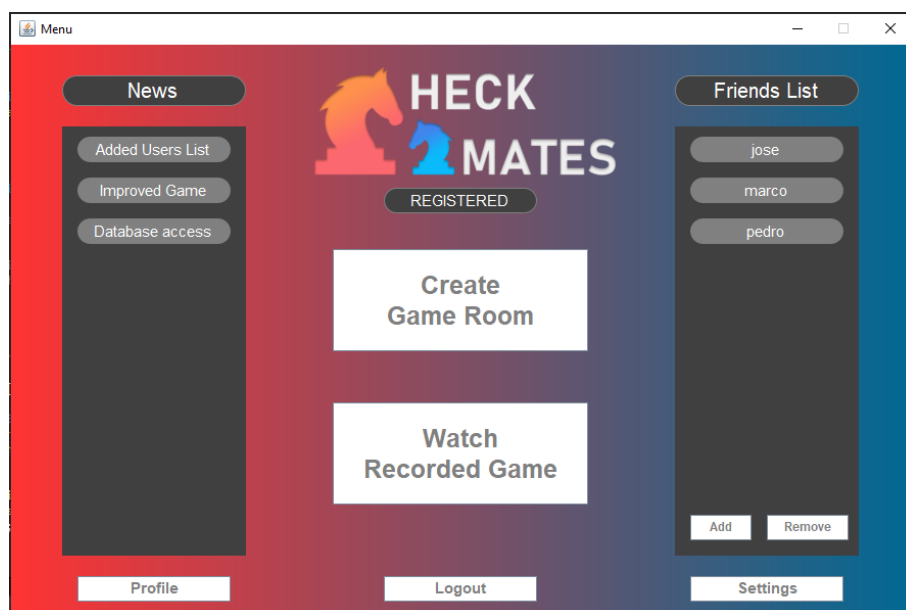 Menu
News
Added Users List
Improved Game
Database access
HECK
MATES
REGISTERED
Create
Game Room
Watch
Recorded Game
Friends List
jose
marco
pedro
Add Remove
Profile
Logout
Settings